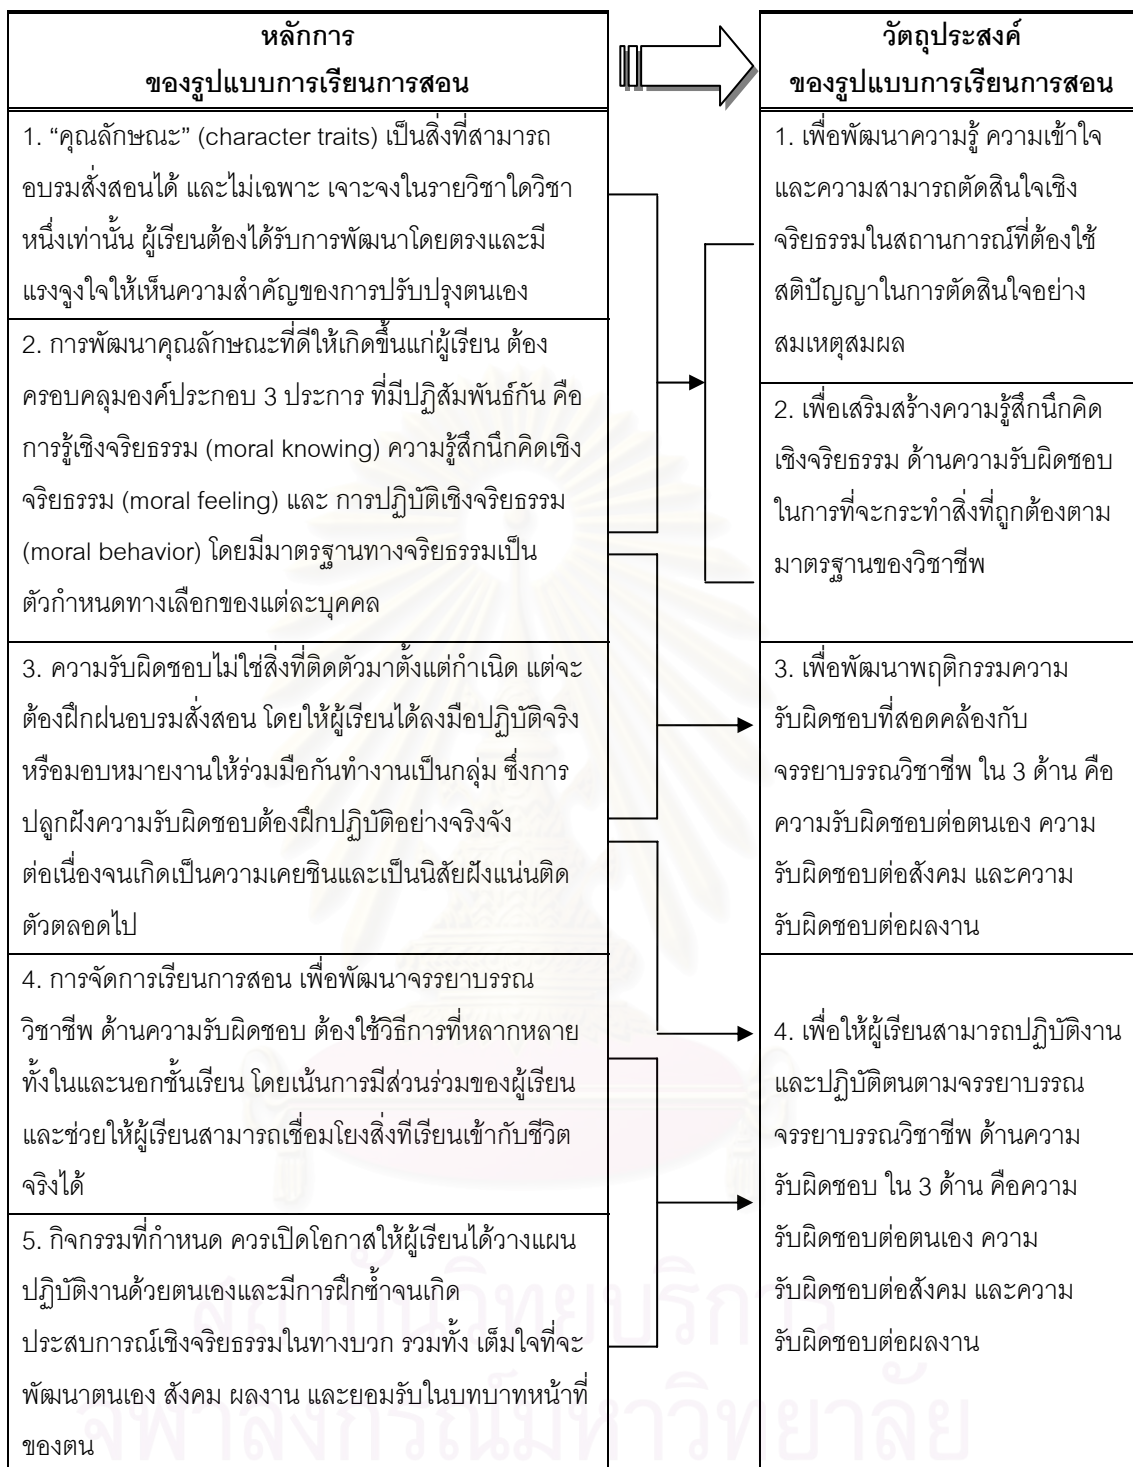 หลักการ
ของรูปแบบการเรียนการสอน
1. “คุณลักษณะ” (character traits) เป็นสิ่งที่สามารถ
อบรมสั่งสอนได้ และไม่เฉพาะ เจาะจงในรายวิชาใดวิชา
หนึ่งเท่านั้น ผู้เรียนต้องได้รับการพัฒนาโดยตรงและมี
แรงจูงใจให้เห็นความสำคัญของการปรับปรุงตนเอง
2. การพัฒนาคุณลักษณะที่ดีให้เกิดขึ้นแก่ผู้เรียน ต้อง
ครอบคลุมองค์ประกอบ 3 ประการ ที่มีปฏิสัมพันธ์กัน คือ
การรู้เชิงจริยธรรม (moral knowing) ความรู้สึกนึกคิดเชิง
จริยธรรม (moral feeling) และ การปฏิบัติเชิงจริยธรรม
(moral behavior) โดยมีมาตรฐานทางจริยธรรมเป็น
ตัวกำหนดทางเลือกของแต่ละบุคคล
3. ความรับผิดชอบไม่ใช่สิ่งที่ติดตัวมาตั้งแต่กำเนิด แต่จะ
ต้องฝึกฝนอบรมสั่งสอน โดยให้ผู้เรียนได้ลงมือปฏิบัติจริง
หรือมอบหมายงานให้ร่วมมือกันทำงานเป็นกลุ่ม ซึ่งการ
ปลูกฝังความรับผิดชอบต้องฝึกปฏิบัติอย่างจริงจัง
ต่อเนื่องจนเกิดเป็นความเคยชินและเป็นนิสัยฝังแน่นติด
ตัวตลอดไป
4. การจัดการเรียนการสอน เพื่อพัฒนาจรรยาบรรณ
วิชาชีพ ด้านความรับผิดชอบ ต้องใช้วิธีการที่หลากหลาย
ทั้งในและนอกชั้นเรียน โดยเน้นการมีส่วนร่วมของผู้เรียน
และช่วยให้ผู้เรียนสามารถเชื่อมโยงสิ่งทีเรียนเข้ากับชีวิต
จริงได้
5. กิจกรรมที่กำหนด ควรเปิดโอกาสให้ผู้เรียนได้วางแผน
ปฏิบัติงานด้วยตนเองและมีการฝึกซ้ำจนเกิด
ประสบการณ์เชิงจริยธรรมในทางบวก รวมทั้ง เต็มใจที่จะ
พัฒนาตนเอง สังคม ผลงาน และยอมรับในบทบาทหน้าที่
ของตน
วัตถุประสงค์
ของรูปแบบการเรียนการสอน
1. เพื่อพัฒนาความรู้ ความเข้าใจ
และความสามารถตัดสินใจเชิง
จริยธรรมในสถานการณ์ที่ต้องใช้
สติปัญญาในการตัดสินใจอย่าง
สมเหตุสมผล
2. เพื่อเสริมสร้างความรู้สึกนึกคิด
เชิงจริยธรรม ด้านความรับผิดชอบ
ในการที่จะกระทำสิ่งที่ถูกต้องตาม
มาตรฐานของวิชาชีพ
3. เพื่อพัฒนาพฤติกรรมความ
รับผิดชอบที่สอดคล้องกับ
จรรยาบรรณวิชาชีพ ใน 3 ด้าน คือ
ความรับผิดชอบต่อตนเอง ความ
รับผิดชอบต่อสังคม และความ
รับผิดชอบต่อผลงาน
4. เพื่อให้ผู้เรียนสามารถปฏิบัติงาน
และปฏิบัติตนตามจรรยาบรรณ
จรรยาบรรณวิชาชีพ ด้านความ
รับผิดชอบ ใน 3 ด้าน คือความ
รับผิดชอบต่อตนเอง ความ
รับผิดชอบต่อสังคม และความ
รับผิดชอบต่อผลงาน
สถาบันวิทยบริการ
จุฬาลงกรณ์มหาวิทยาลัย